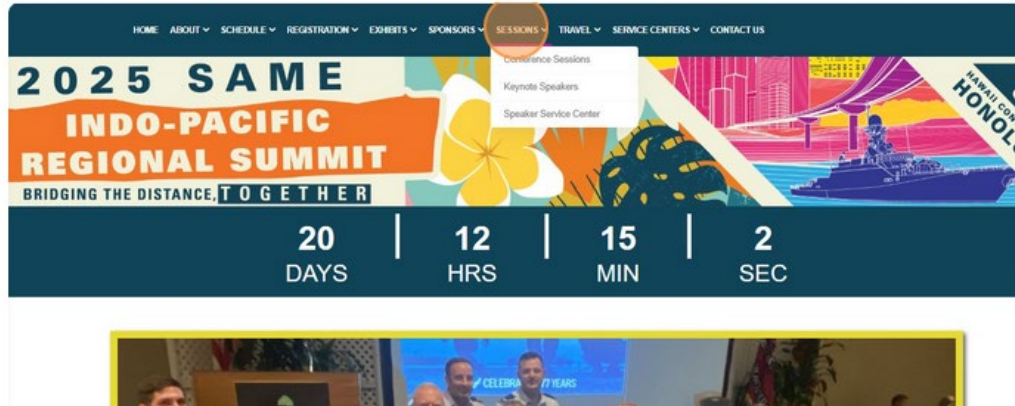 HOME ABOUT SCHEDULE REGISTRATION EXHIBITS SPONSORS SESSIONS TRAVEL SERVICE CENTERS CONTACT US
Conference Sessions
Keynote Speakers
Speaker Service Center
2025 SAME
INDO-PACIFIC
REGIONAL SUMMIT
BRIDGING THE DISTANCE, TOGETHER
HAWAII
20 12 15 2
DAYS HRS MIN SEC
YEARS